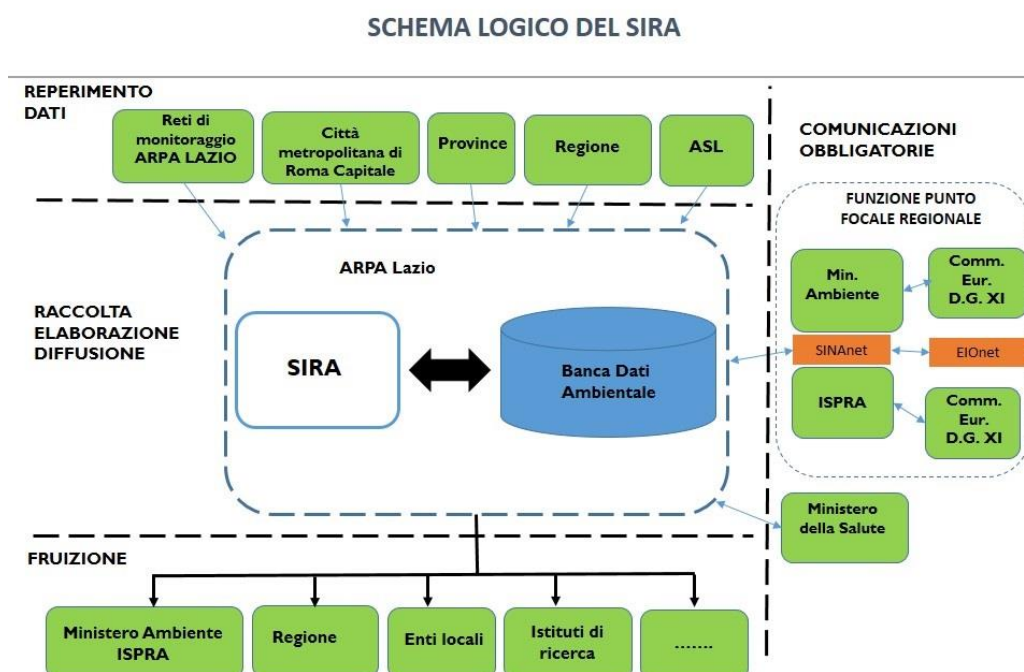 SCHEMA LOGICO DEL SIRA
REPERIMENTO
DATI
Reti di
monitoraggio
ARPA LAZIO
Città
metropolitana di
Roma Capitale
Province
Regione
ASL
COMUNICAZIONI
OBBLIGATORIE
FUNZIONE PUNTO
FOCALE REGIONALE
Min.
Ambiente
Comm.
Eur.
D.G. XI
SINAnet
EIOnet
ISPRA
Comm.
Eur.
D.G. XI
Ministero
della Salute
RACCOLTA
ELABORAZIONE
DIFFUSIONE
ARPA Lazio
SIRA
Banca Dati
Ambientale
FRUIZIONE
Ministero Ambiente
ISPRA
Regione
Enti locali
Istituti di
ricerca
.......